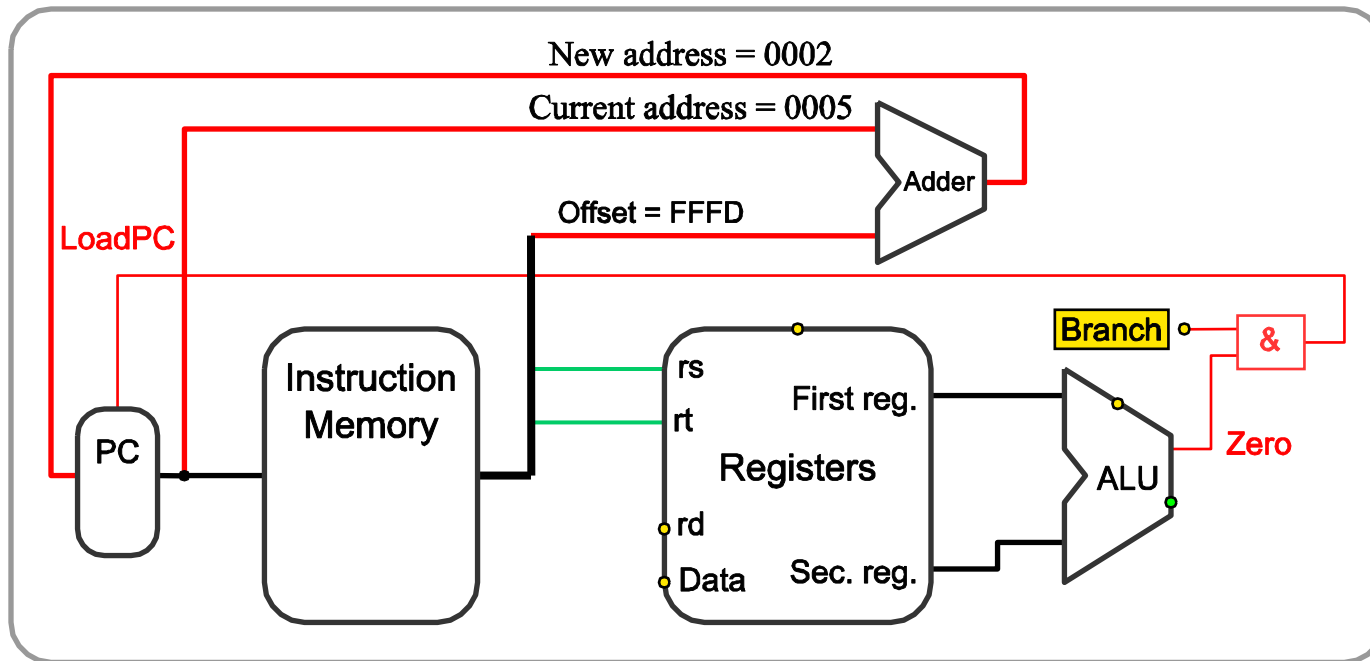 New address = 0002
Current address = 0005
Adder
Offset = FFFD
LoadPC
Branch
&
Instruction
Memory
rs
First reg.
rt
PC
Registers
Zero
ALU
rd
Data
Sec. reg.